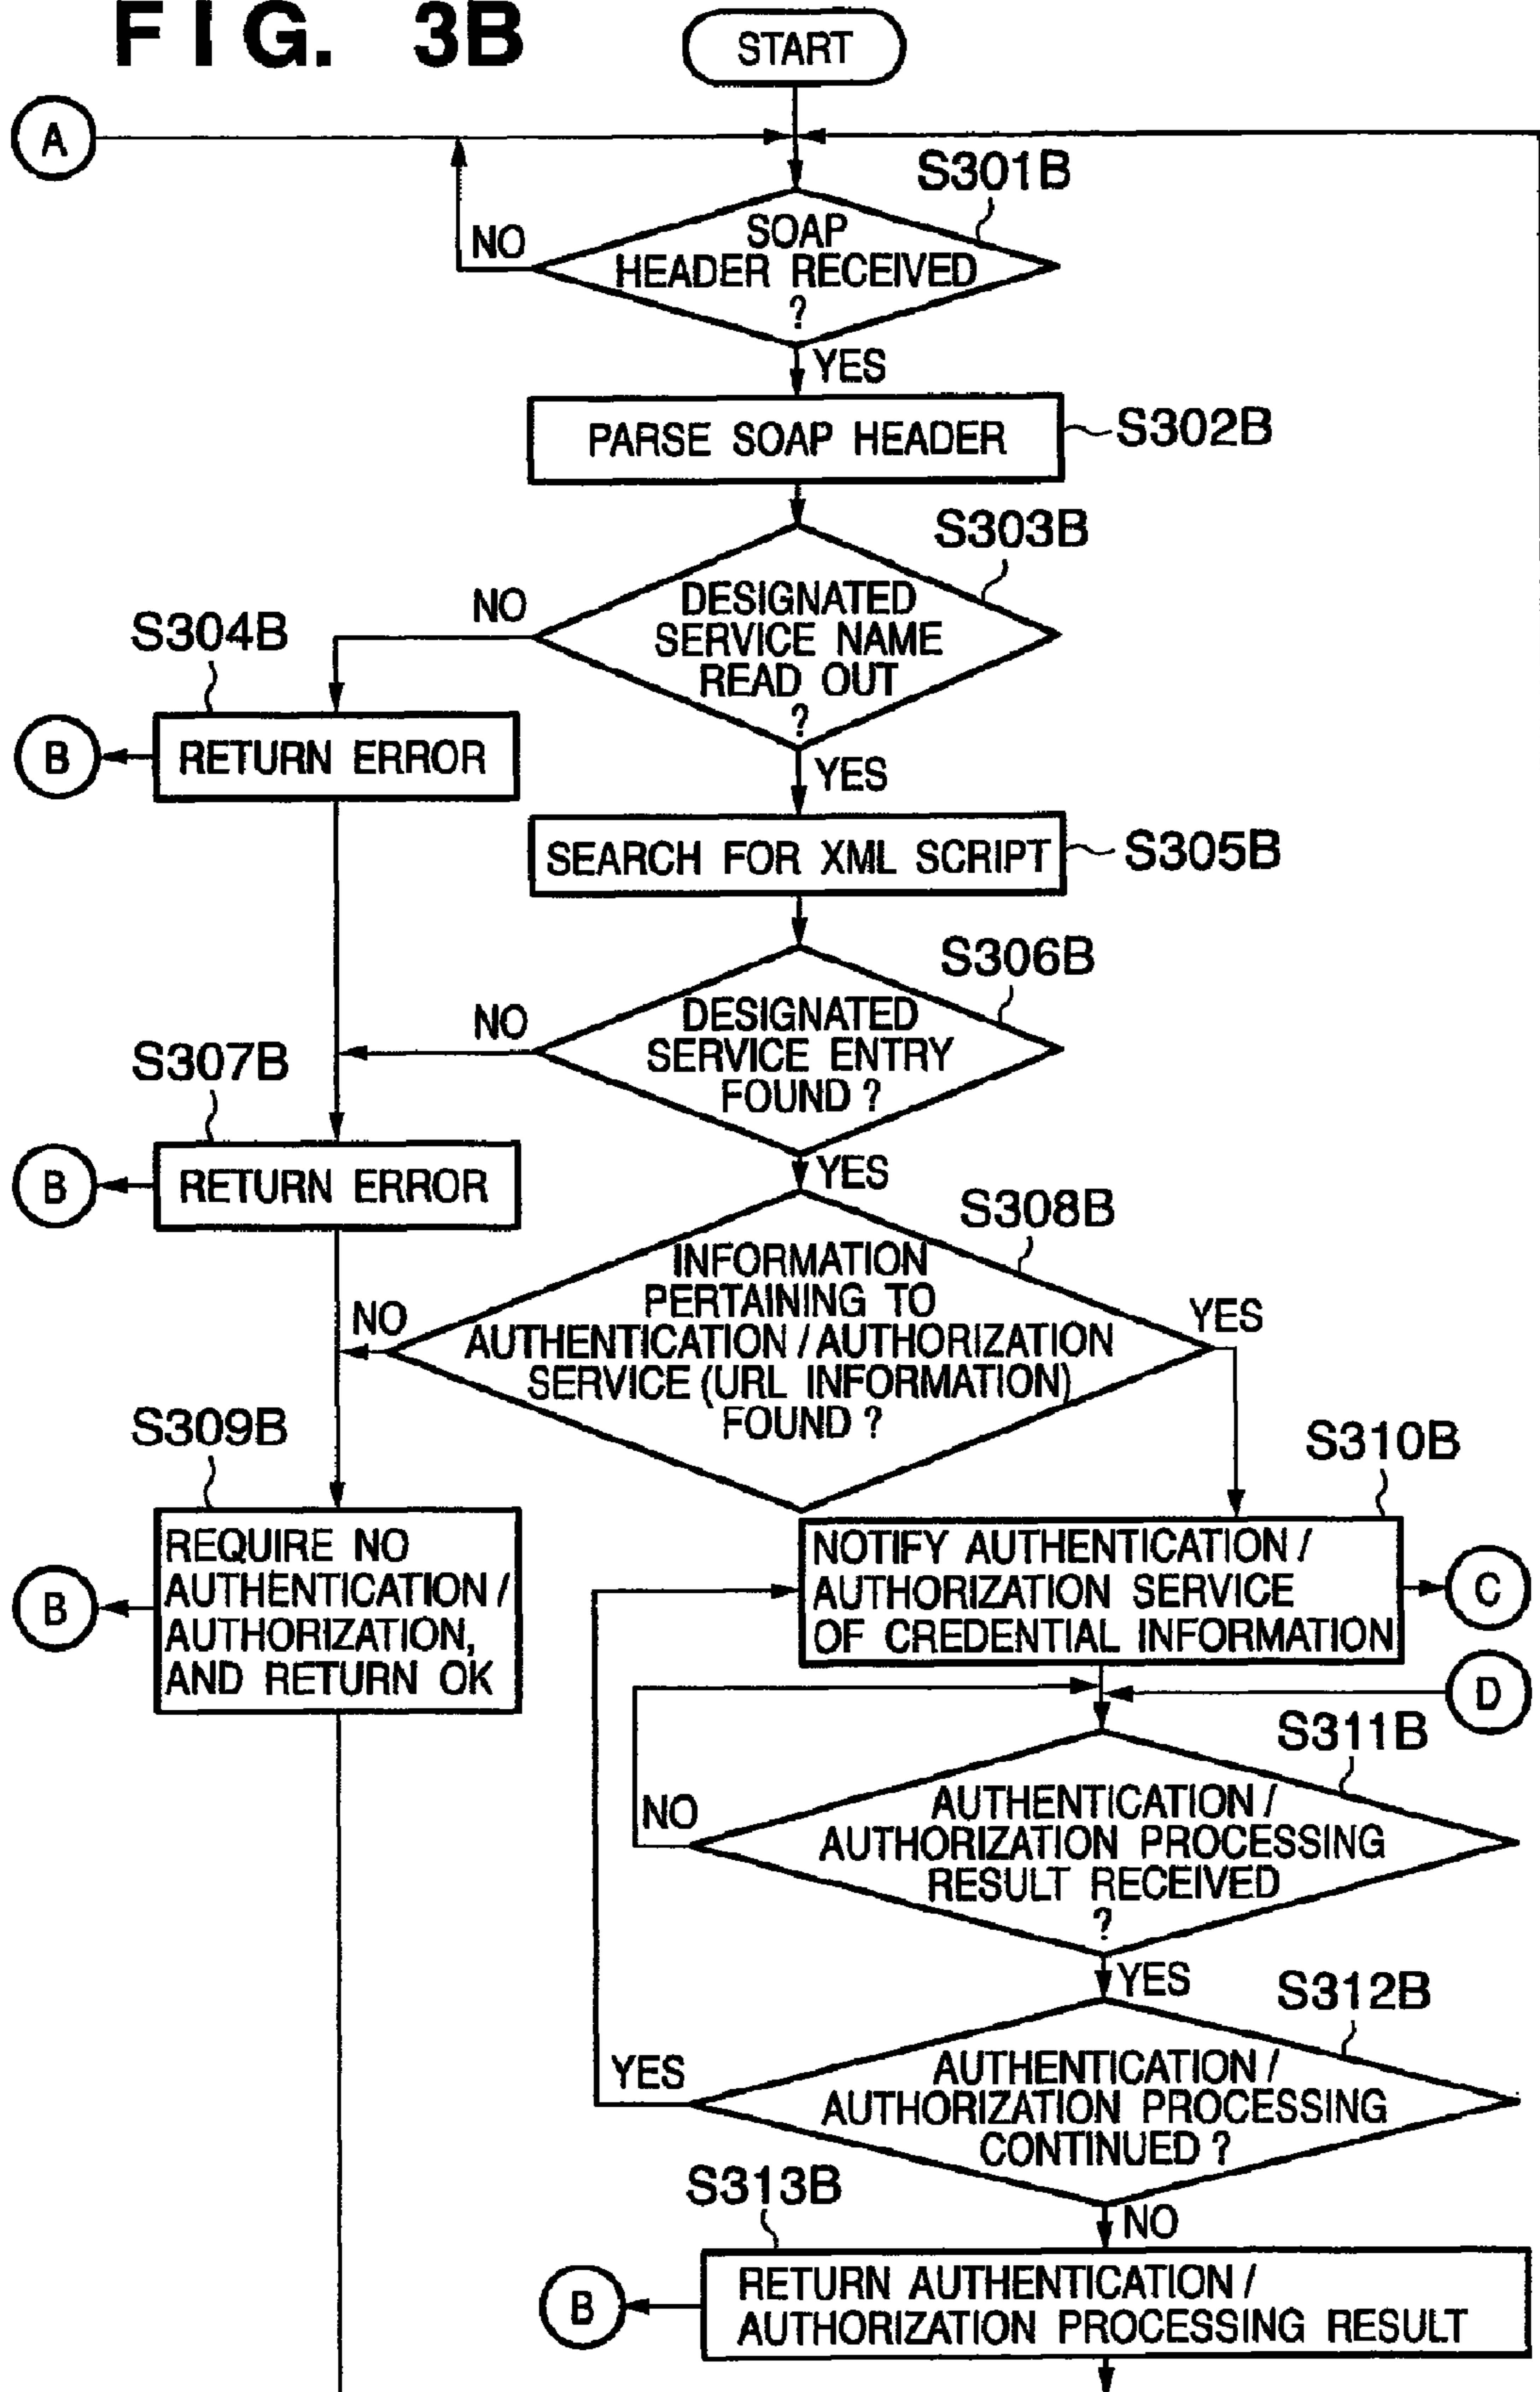 FIG. 3B
START
A
S301B
SOAP
HEADER RECEIVED
?
NO
YES
PARSE SOAP HEADER
S302B
S303B
DESIGNATED
SERVICE NAME
READ OUT
?
NO
S304B
B
RETURN ERROR
YES
SEARCH FOR XML SCRIPT
S305B
S306B
DESIGNATED
SERVICE ENTRY
FOUND ?
NO
S307B
B
RETURN ERROR
YES
S308B
INFORMATION
PERTAINING TO
AUTHENTICATION / AUTHORIZATION
SERVICE (URL INFORMATION)
FOUND ?
NO
YES
S309B
B
REQUIRE NO
AUTHENTICATION /
AUTHORIZATION,
AND RETURN OK
S310B
NOTIFY AUTHENTICATION /
AUTHORIZATION SERVICE
OF CREDENTIAL INFORMATION
C
D
S311B
AUTHENTICATION /
AUTHORIZATION PROCESSING
RESULT RECEIVED
?
NO
YES
S312B
AUTHENTICATION /
AUTHORIZATION PROCESSING
CONTINUED ?
YES
NO
S313B
B
RETURN AUTHENTICATION /
AUTHORIZATION PROCESSING RESULT